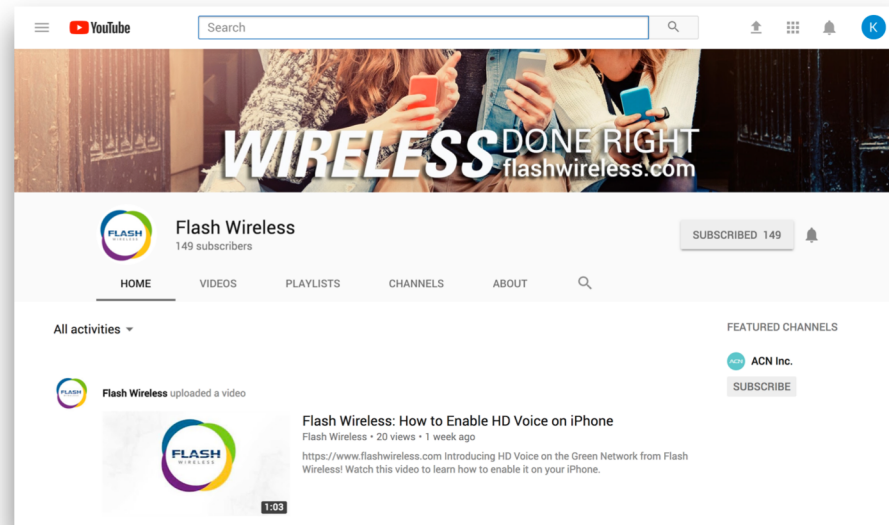 YouTube
Search
K
WIRELESS DONE RIGHT
flashwireless.com
FLASH
WIRELESS
Flash Wireless
149 subscribers
SUBSCRIBED 149
HOME VIDEOS PLAYLISTS CHANNELS ABOUT
All activities
FEATURED CHANNELS
ACN
ACN Inc.
SUBSCRIBE
FLASH
Flash Wireless uploaded a video
FLASH
WIRELESS
1:03
Flash Wireless: How to Enable HD Voice on iPhone
Flash Wireless • 20 views • 1 week ago
https://www.flashwireless.com Introducing HD Voice on the Green Network from Flash
Wireless! Watch this video to learn how to enable it on your iPhone.